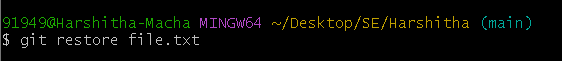 91949@Harshitha-Macha MINGW64 ~/Desktop/SE/Harshitha (main)
$ git restore file.txt